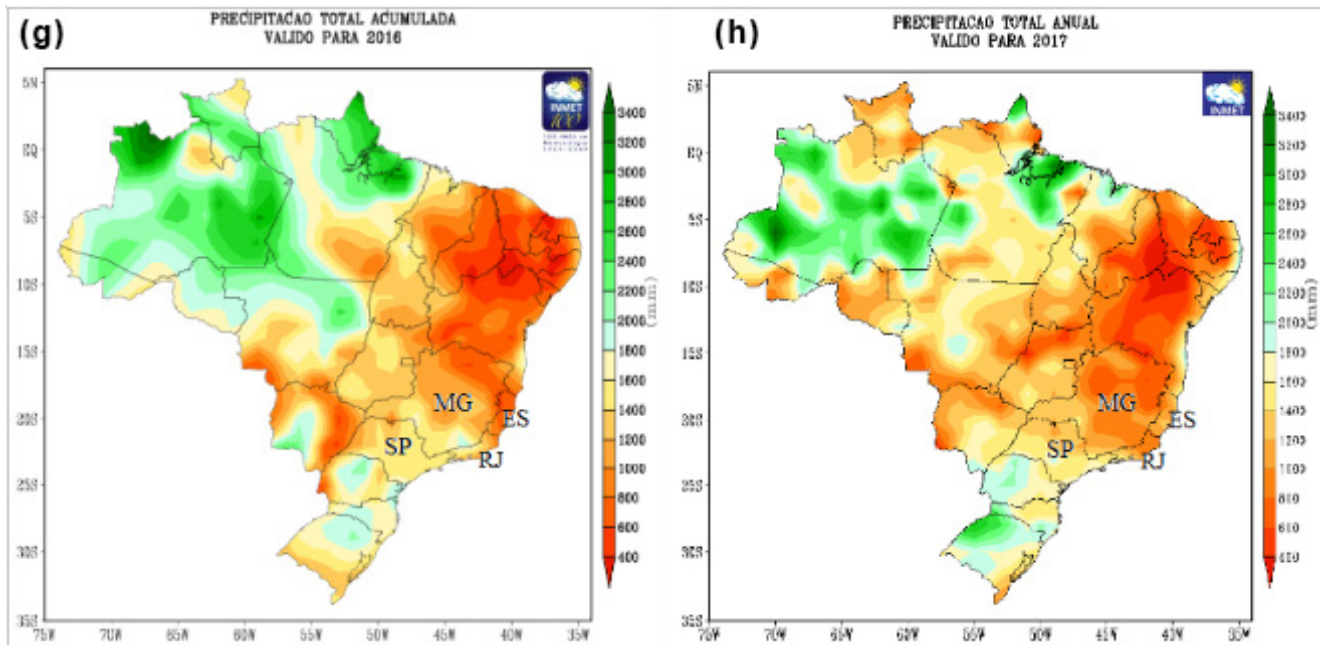 (g)
PRECIPITACAO TOTAL ACUMULADA
VALIDO PARA 2016
INMET
100
5N
EQ
5S
10S
15S
20S
25S
30S
35S
75W
70W
65W
60W
55W
50W
45W
40W
35W
MG
ES
SP
RJ
3400
3200
3000
2800
2600
2400
2200
2000
1800
1600
1400
1200
1000
800
600
400
(mm)
(h)
PRECIPITACAO TOTAL ANUAL
VALIDO PARA 2017
INMET
5N
EQ
5S
10S
15S
20S
25S
30S
35S
75W
70W
65W
60W
55W
50W
45W
40W
35W
MG
ES
SP
RJ
3400
3200
3000
2800
2600
2400
2200
2000
1800
1600
1400
1200
1000
800
600
400
(mm)